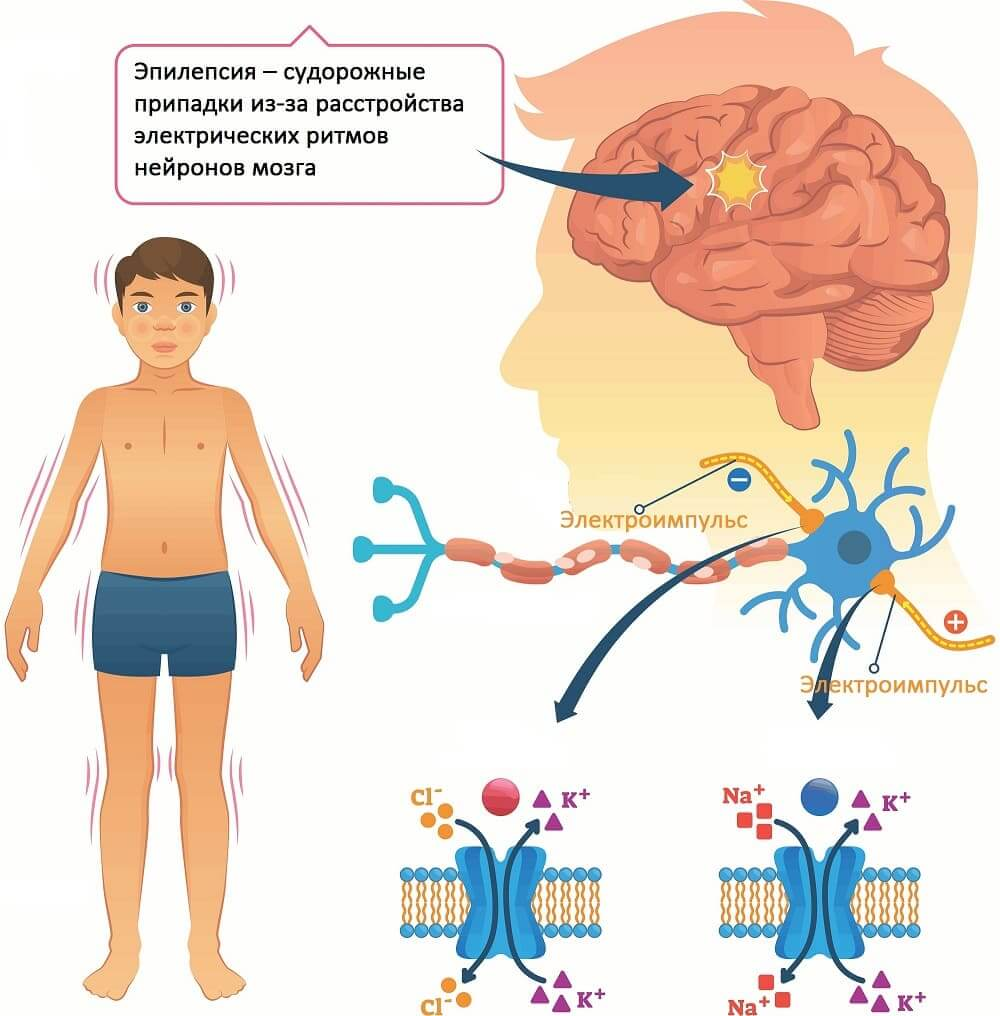 Эпилепсия – судорожные
припадки из-за расстройства
электрических ритмов
нейронов мозга
−
Электроимпульс
+
Электроимпульс
Cl⁻ K⁺
Na⁺ K⁺
Cl⁻ K⁺
Na⁺ K⁺